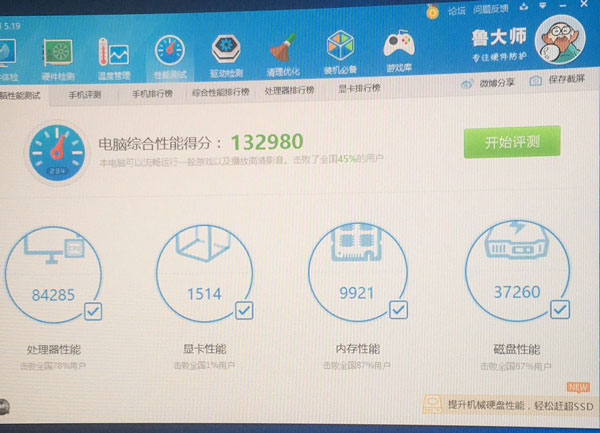 5.19
论坛 问题反馈
体检
硬件检测
温度管理
性能测试
驱动检测
清理优化
装机必备
游戏库
鲁大师
专注硬件防护
脑性能测试
手机评测
手机排行榜
综合性能排行榜
处理器排行榜
显卡排行榜
微博分享
保存截屏
电脑综合性能得分：132980
本电脑可以流畅运行一般游戏以及播放高清影音。击败了全国45%的用户
开始评测
84285
1514
9921
37260
处理器性能
显卡性能
内存性能
磁盘性能
击败全国78%用户
击败全国1%用户
击败全国87%用户
击败全国87%用户
NEW
提升机械硬盘性能，轻松赶超SSD